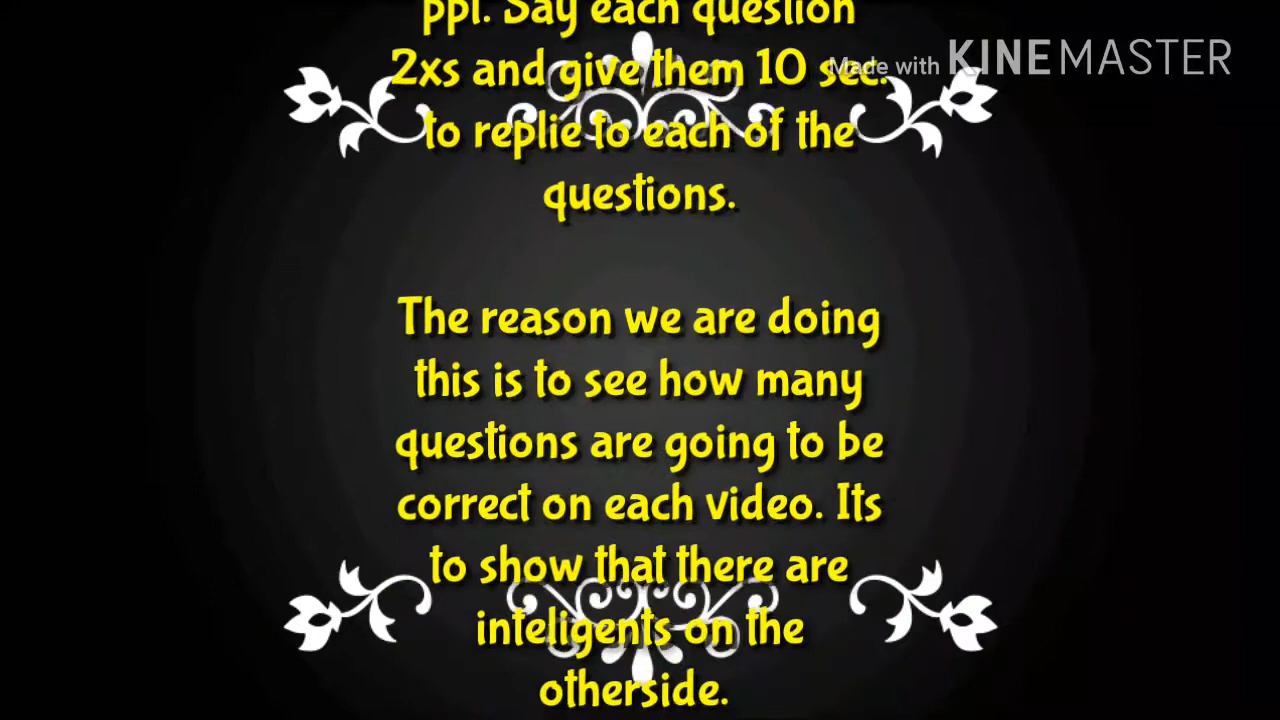 ppl. Say each question
2xs and give them 10 sec.
Made with KINEMASTER
to replie to each of the
questions.
The reason we are doing
this is to see how many
questions are going to be
correct on each video. Its
to show that there are
inteligents on the
otherside.